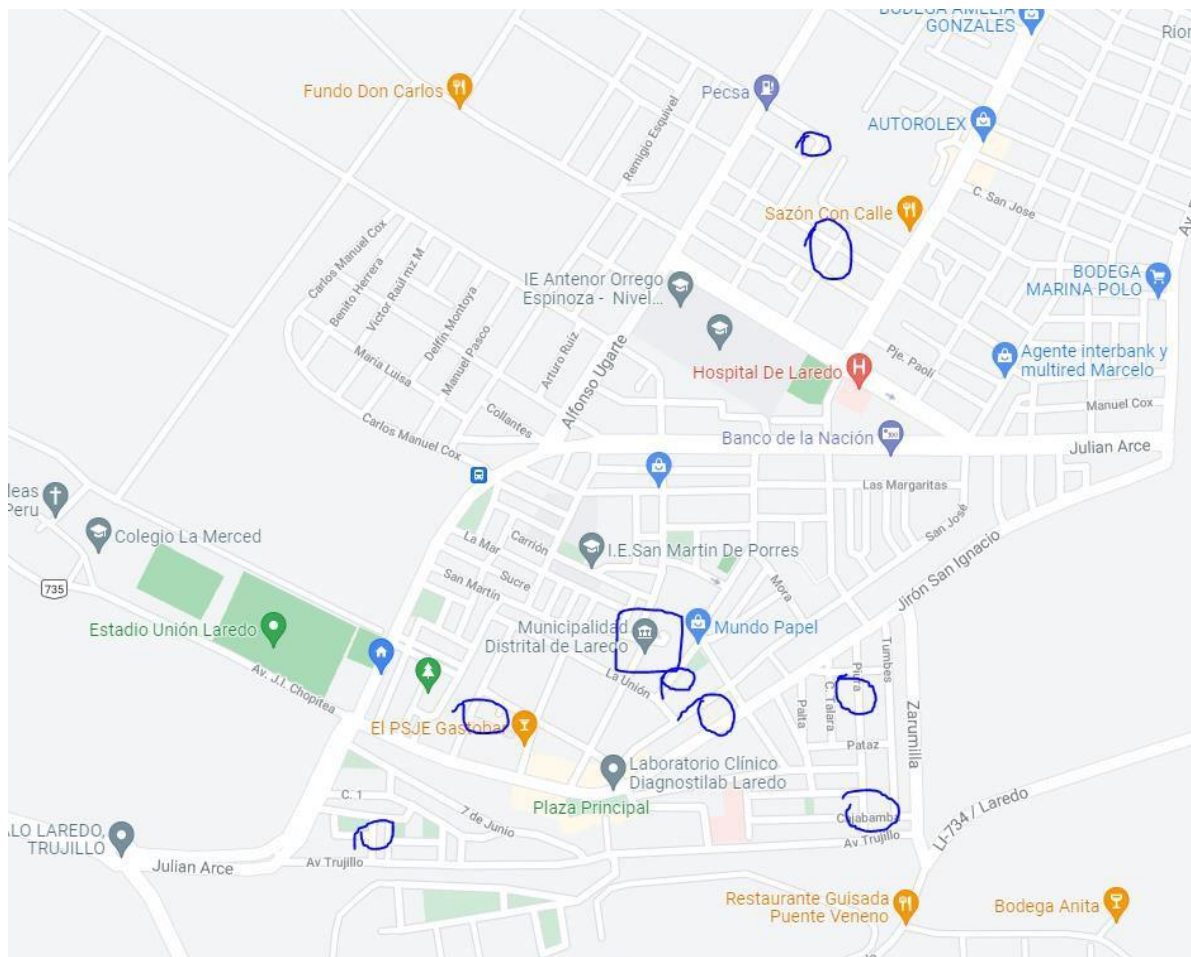 BODEGA AMELIA
GONZALES
Rior
Fundo Don Carlos
Pecsa
AUTOROLEX
Remigio Esquivel
C. San Jose
Sazón Con Calle
Av.
Carlos Manuel Cox
Benito Herrera
Victor Raúl mz M
Delfín Montoya
Manuel Pasco
María Luisa
Arturo Ruíz
IE Antenor Orrego
Espinoza - Nivel...
BODEGA
MARINA POLO
Alfonso Ugarte
Hospital De Laredo
Pje. Paoli
Agente interbank y
multired Marcelo
Manuel Cox
Collantes
Carlos Manuel Cox
Banco de la Nación
Julian Arce
Las Margaritas
leas
Peru
Colegio La Merced
735
La Mar
Carrión
Sucre
San Martín
I.E.San Martin De Porres
San José
Jirón San Ignacio
Mora
Estadio Unión Laredo
Av. J.I. Chopitea
Municipalidad
Distrital de Laredo
Mundo Papel
La Unión
Tumbes
Piura
C. Talara
Paita
Zarumilla
El PSJE Gastobar
Pataz
Laboratorio Clínico
Diagnostilab Laredo
Plaza Principal
C. 1
7 de Junio
Cajabamba
Av Trujillo
LI-734 / Laredo
ALO LAREDO,
TRUJILLO
Julian Arce
Av Trujillo
Restaurante Guisada
Puente Veneno
Bodega Anita